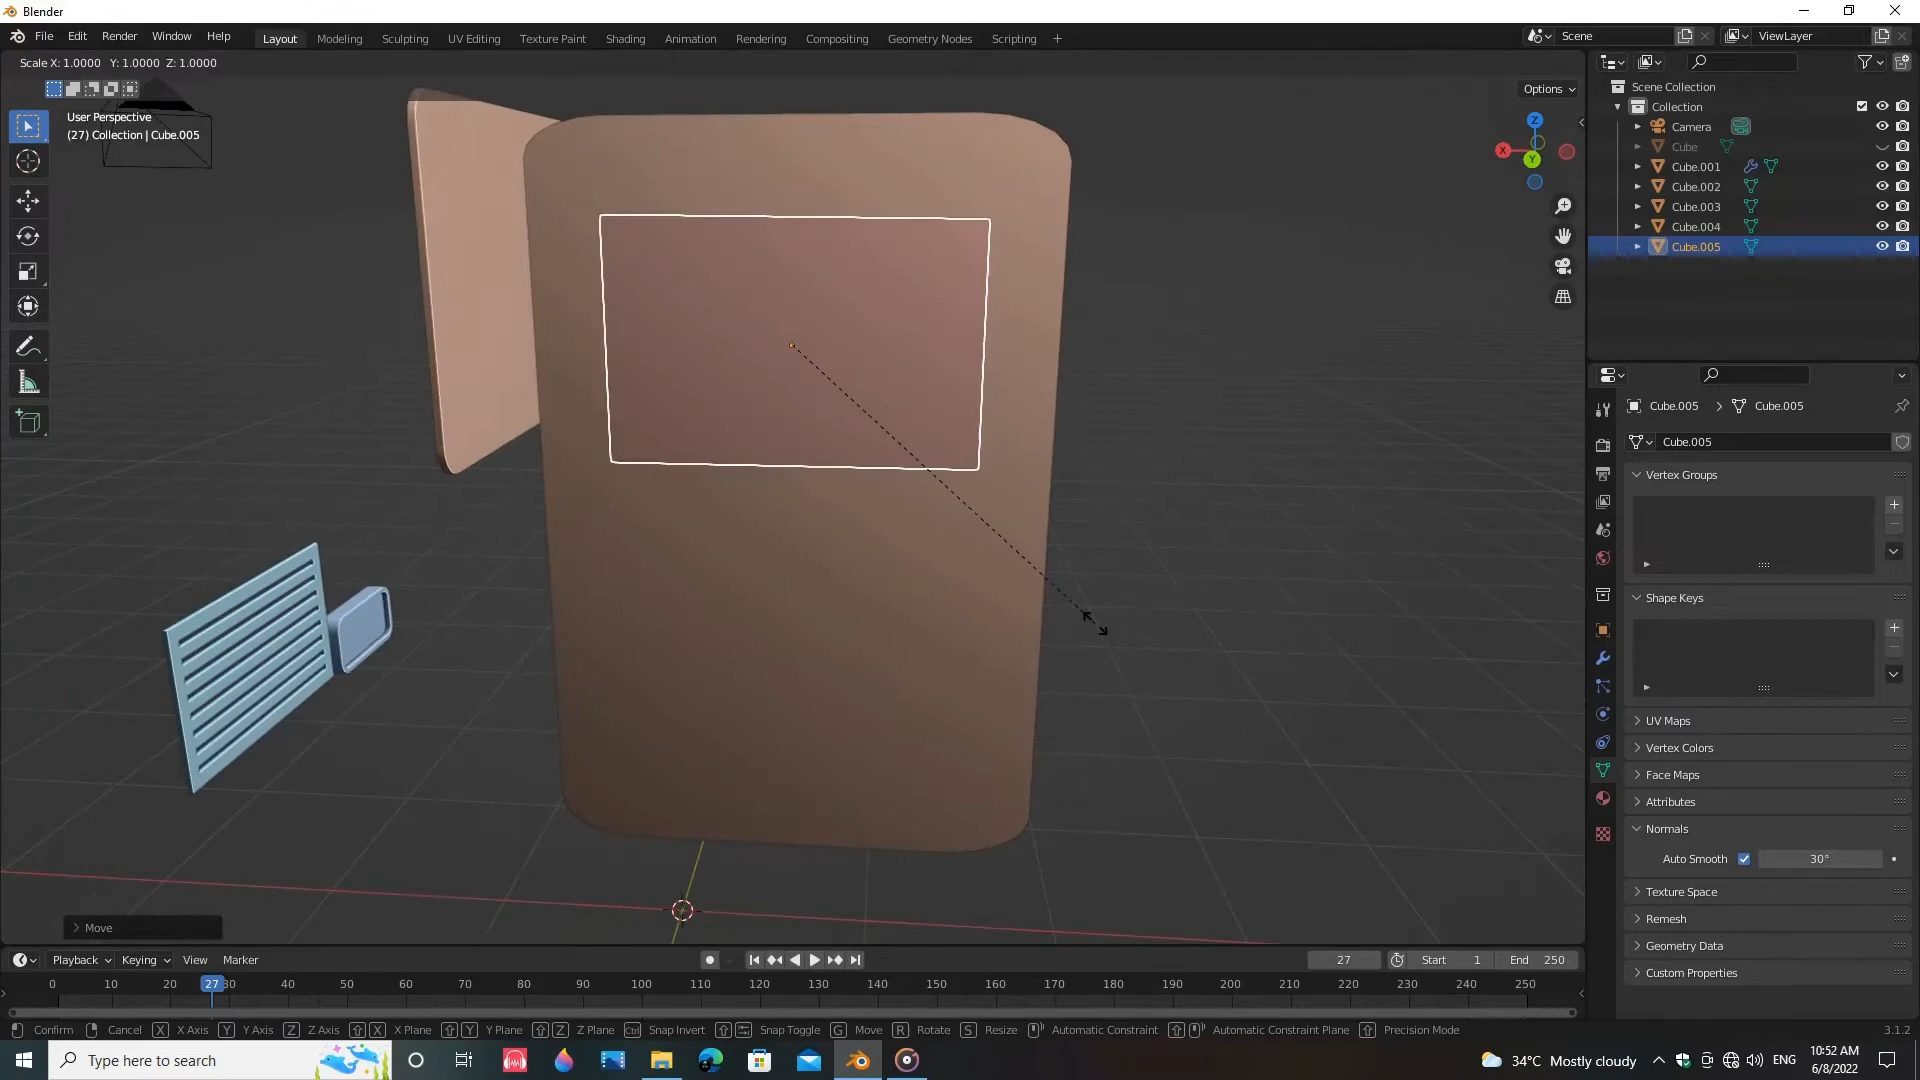 Blender
File Edit Render Window Help
Layout Modeling Sculpting UV Editing Texture Paint Shading Animation Rendering Compositing Geometry Nodes Scripting +
Scene
ViewLayer
Scale X: 1.0000 Y: 1.0000 Z: 1.0000
Options
User Perspective
(27) Collection | Cube.005
Z
X
Y
Scene Collection
Collection
Camera
Cube
Cube.001
Cube.002
Cube.003
Cube.004
Cube.005
Cube.005 > Cube.005
Cube.005
Vertex Groups
Shape Keys
UV Maps
Vertex Colors
Face Maps
Attributes
Normals
Auto Smooth 30°
Texture Space
Remesh
Geometry Data
Custom Properties
> Move
Playback Keying View Marker
27 Start 1 End 250
0 10 20 27 30 40 50 60 70 80 90 100 110 120 130 140 150 160 170 180 190 200 210 220 230 240 250
Confirm Cancel X X Axis Y Y Axis Z Z Axis X X Plane Y Y Plane Z Z Plane Ctrl Snap Invert Snap Toggle G Move R Rotate S Resize Automatic Constraint Automatic Constraint Plane Precision Mode 3.1.2
Type here to search
34°C Mostly cloudy ENG
10:52 AM
6/8/2022